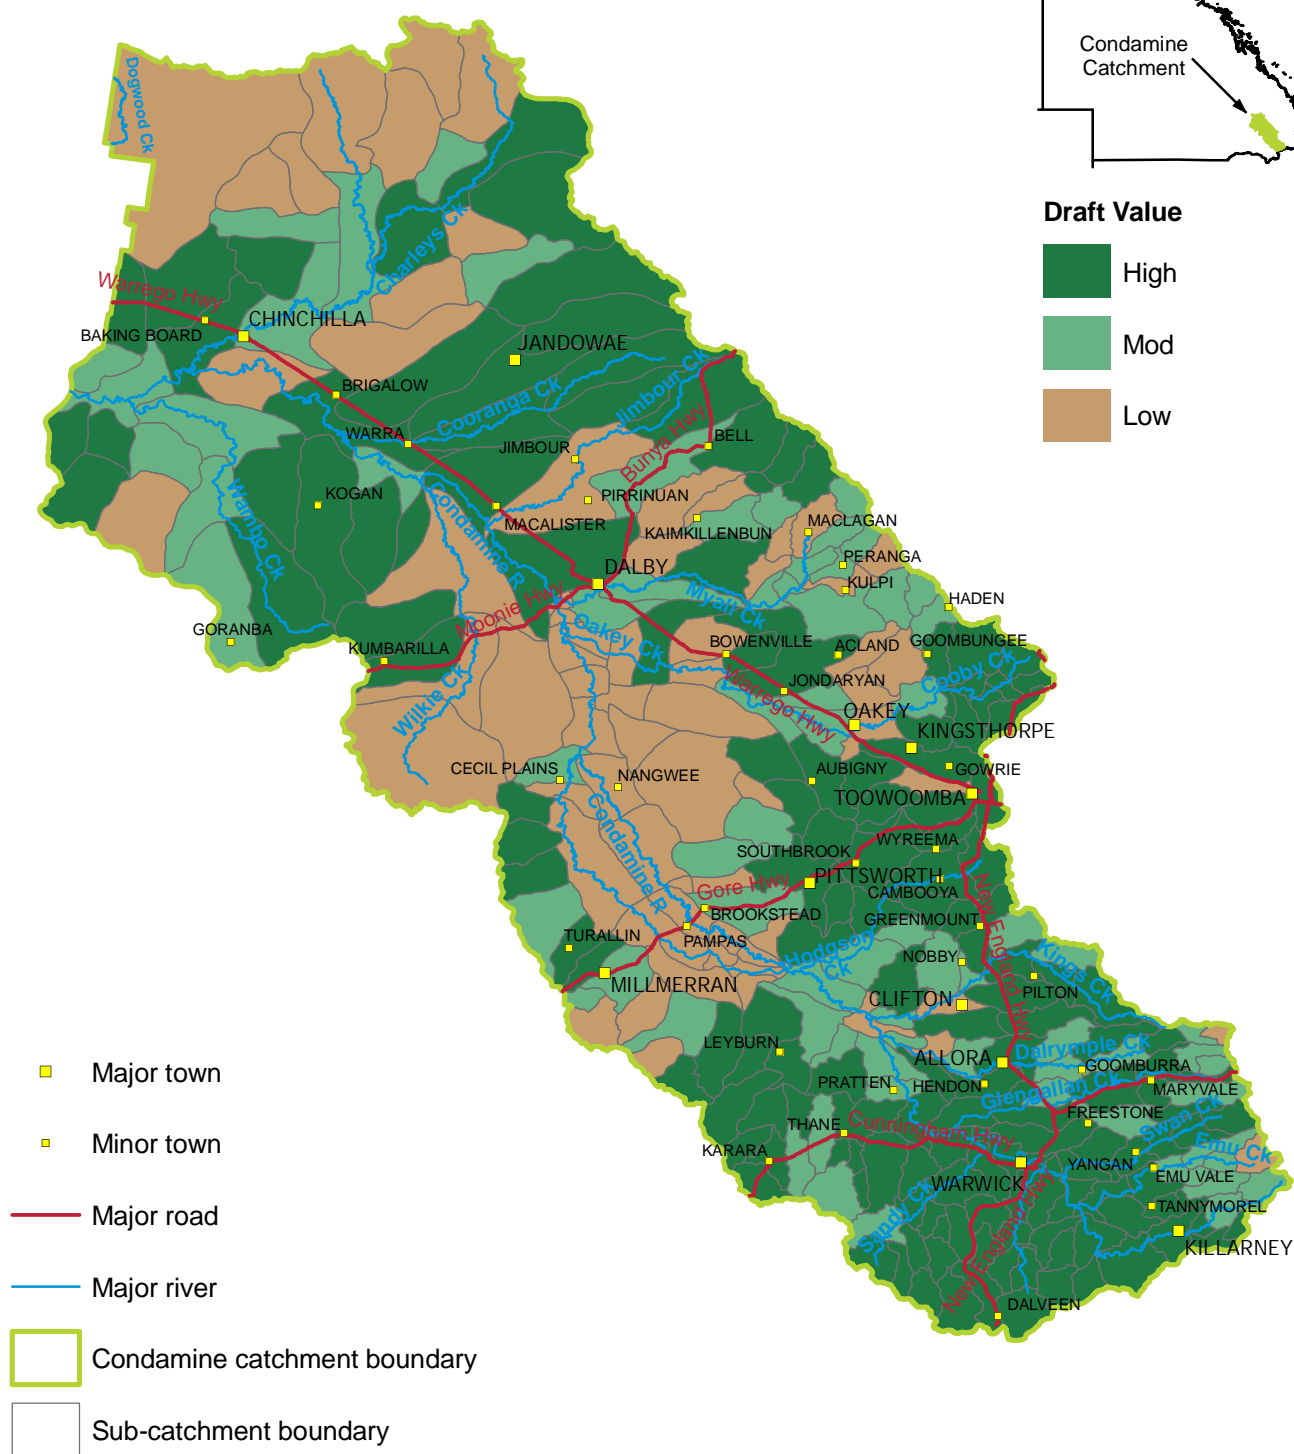 Condamine
Catchment
Dogwood Ck
Draft Value
High
Mod
Low
Charleys Ck
Warrego Hwy
CHINCHILLA
BAKING BOARD
JANDOWAE
Jimbour Ck
BRIGALOW
Cooranga Ck
Bunya Hwy
WARRA
BELL
JIMBOUR
KOGAN
Wambo Ck
Condamine R
PIRRINUAN
MACALISTER
KAIMKILLENBUN
MACLAGAN
PERANGA
DALBY
KULPI
Myall Ck
HADEN
Moonie Hwy
GORANBA
Oakey Ck
BOWENVILLE
ACLAND
GOOMBUNGEE
KUMBARILLA
Cooby Ck
JONDARYAN
Wilkie Ck
Warrego Hwy
OAKEY
KINGSTHORPE
CECIL PLAINS
NANGWEE
AUBIGNY
GOWRIE
TOOWOOMBA
Condamine R
SOUTHBROOK
WYREEMA
Gore Hwy
PITTSWORTH
CAMBOOYA
New England Hwy
BROOKSTEAD
GREENMOUNT
TURALLIN
PAMPAS
Hodgson
Ck
NOBBY
Kings Ck
MILLMERRAN
CLIFTON
PILTON
LEYBURN
ALLORA
Dalrymple Ck
GOOMBURRA
PRATTEN
HENDON
Glengallan Ck
MARYVALE
FREESTONE
THANE
Cunningham Hwy
Swan Ck
KARARA
Emu Ck
YANGAN
EMU VALE
WARWICK
Sandy Ck
TANNYMOREL
New England Hwy
KILLARNEY
DALVEEN
Major town
Minor town
Major road
Major river
Condamine catchment boundary
Sub-catchment boundary